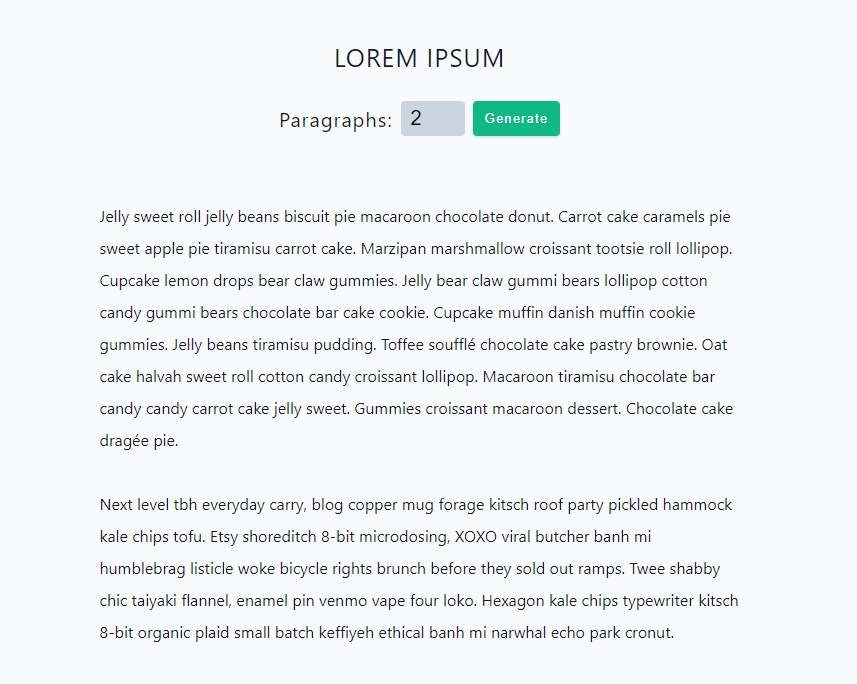 LOREM IPSUM
Paragraphs: 2 Generate
Jelly sweet roll jelly beans biscuit pie macaroon chocolate donut. Carrot cake caramels pie
sweet apple pie tiramisu carrot cake. Marzipan marshmallow croissant tootsie roll lollipop.
Cupcake lemon drops bear claw gummies. Jelly bear claw gummi bears lollipop cotton
candy gummi bears chocolate bar cake cookie. Cupcake muffin danish muffin cookie
gummies. Jelly beans tiramisu pudding. Toffee soufflé chocolate cake pastry brownie. Oat
cake halvah sweet roll cotton candy croissant lollipop. Macaroon tiramisu chocolate bar
candy candy carrot cake jelly sweet. Gummies croissant macaroon dessert. Chocolate cake
dragée pie.
Next level tbh everyday carry, blog copper mug forage kitsch roof party pickled hammock
kale chips tofu. Etsy shoreditch 8-bit microdosing, XOXO viral butcher banh mi
humblebrag listicle woke bicycle rights brunch before they sold out ramps. Twee shabby
chic taiyaki flannel, enamel pin venmo vape four loko. Hexagon kale chips typewriter kitsch
8-bit organic plaid small batch keffiyeh ethical banh mi narwhal echo park cronut.